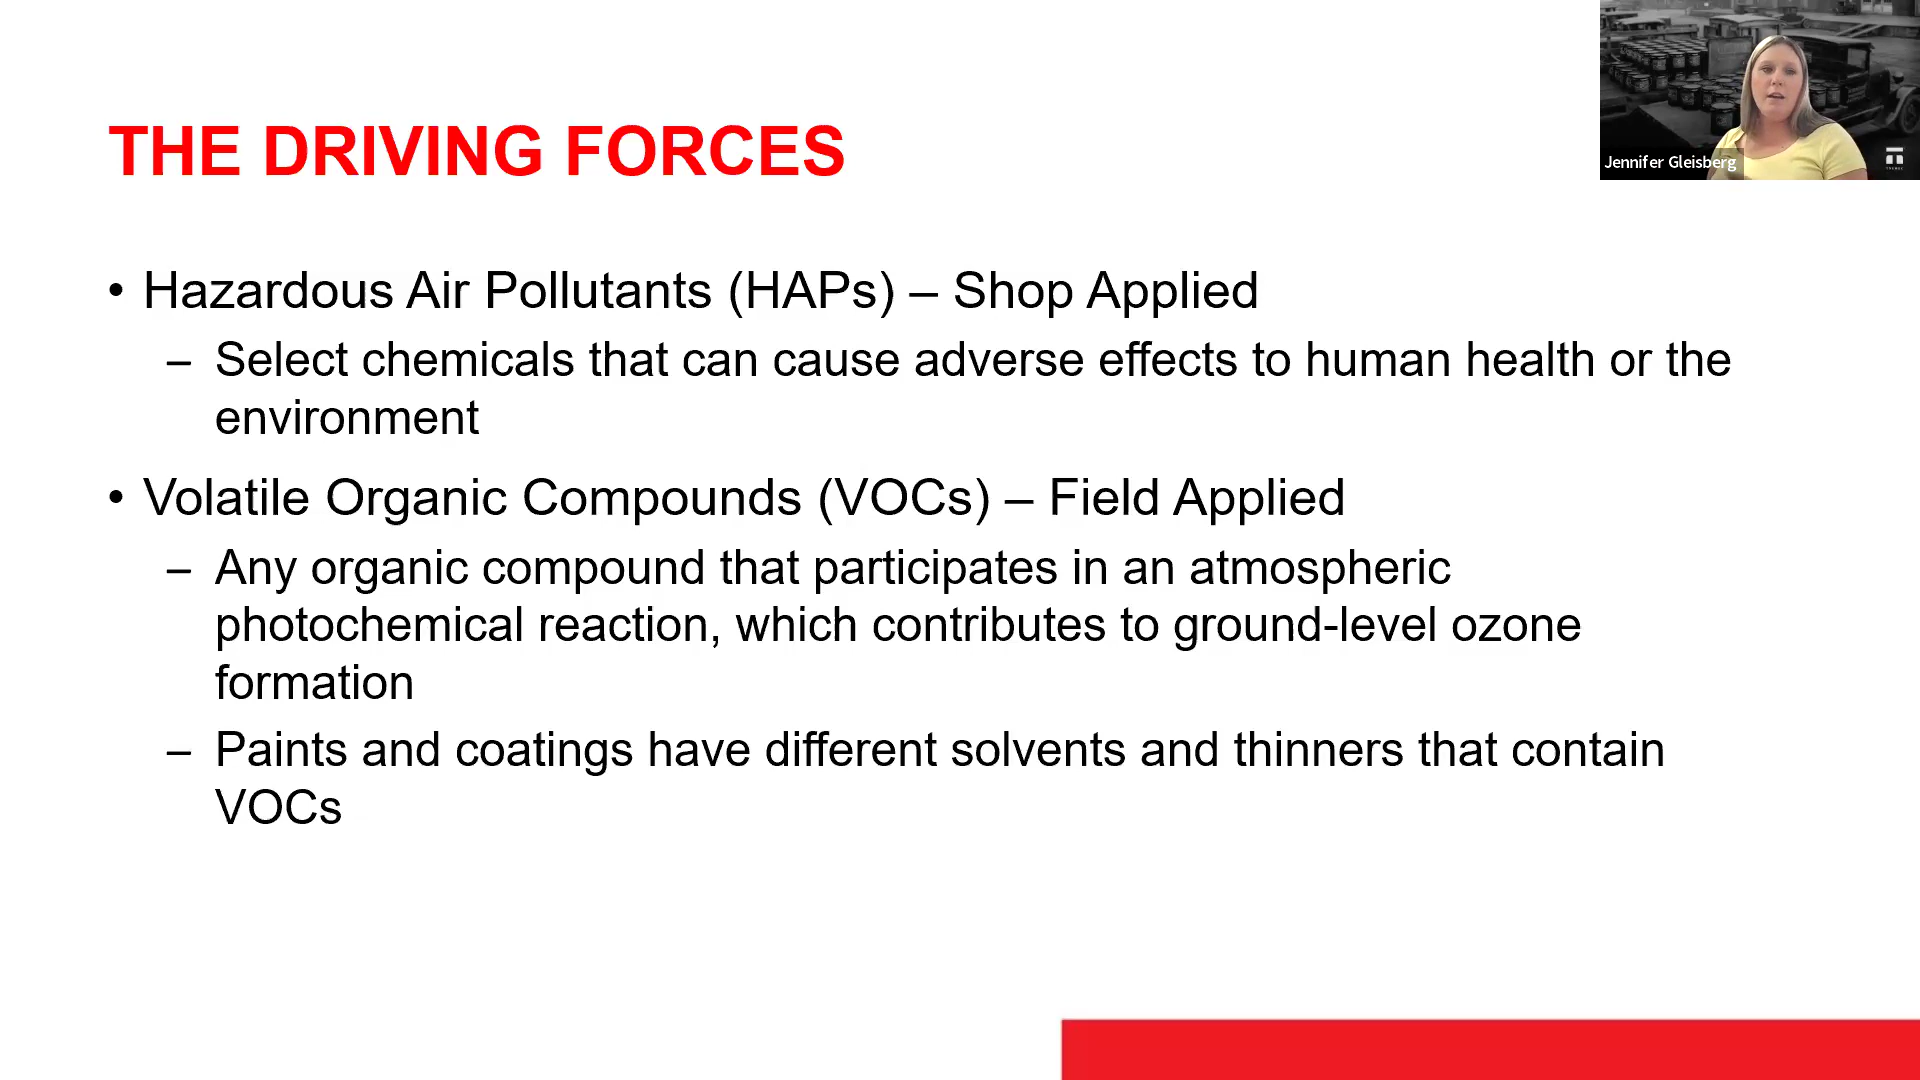 THE DRIVING FORCES
Jennifer Gleisberg
• Hazardous Air Pollutants (HAPs) – Shop Applied
– Select chemicals that can cause adverse effects to human health or the
environment
• Volatile Organic Compounds (VOCs) – Field Applied
– Any organic compound that participates in an atmospheric
photochemical reaction, which contributes to ground-level ozone
formation
– Paints and coatings have different solvents and thinners that contain
VOCs